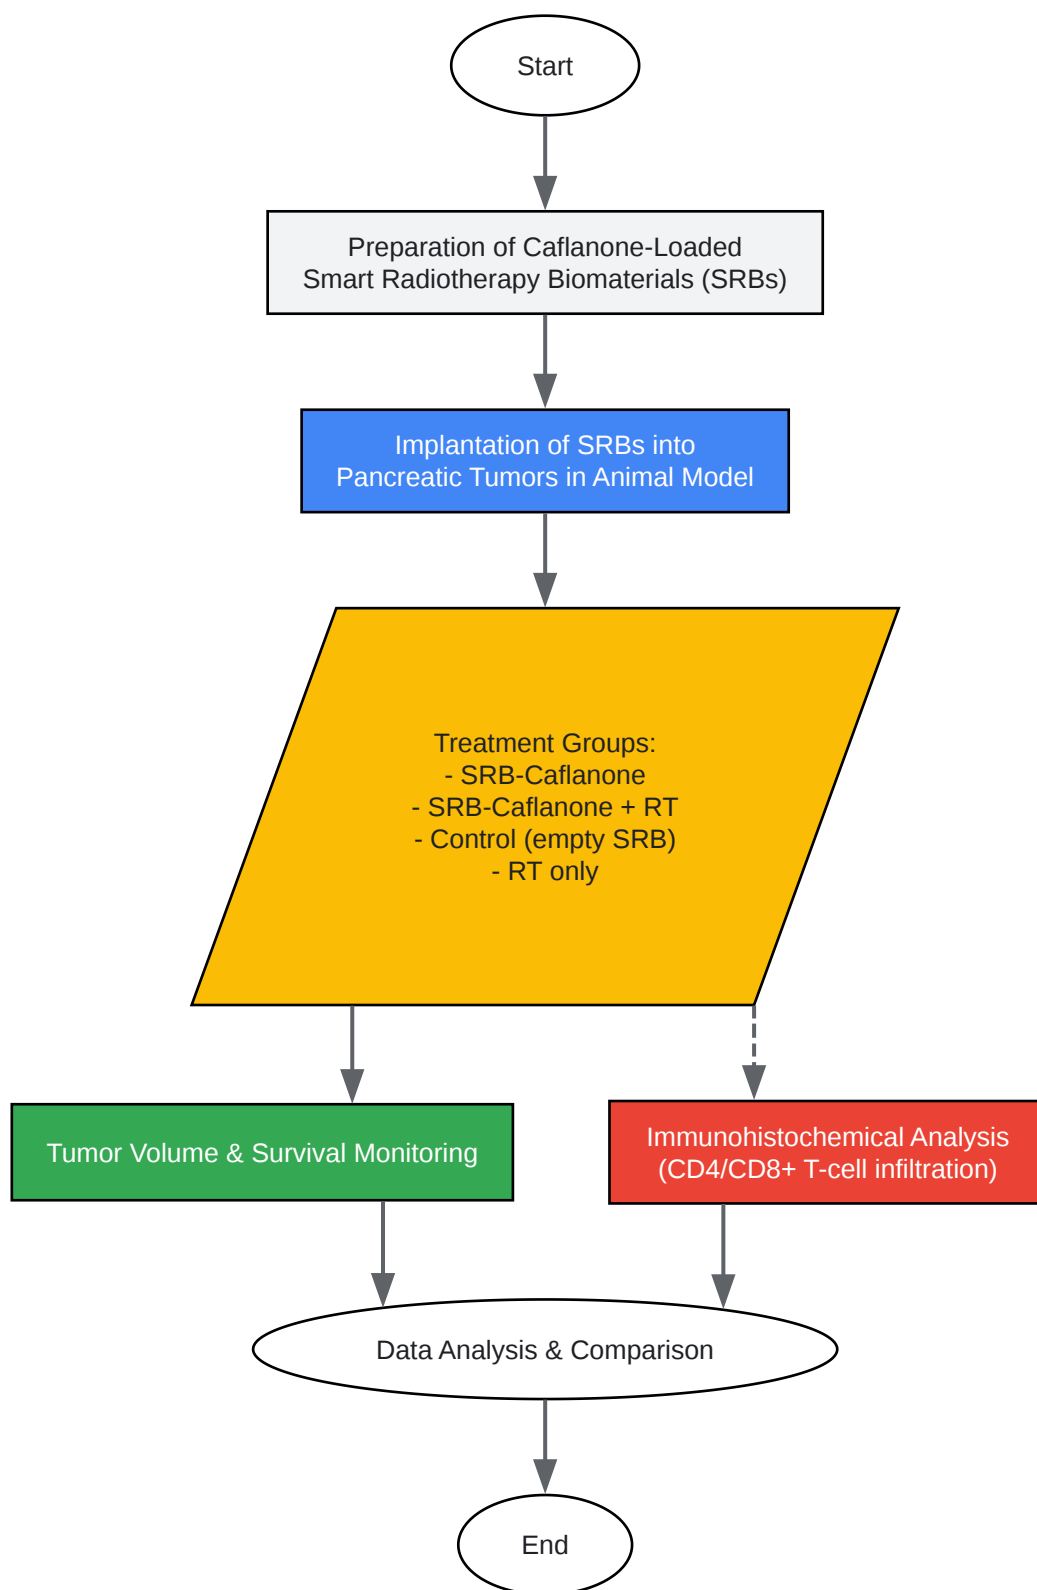 Start
Preparation of Caflanone-Loaded
Smart Radiotherapy Biomaterials (SRBs)
Implantation of SRBs into
Pancreatic Tumors in Animal Model
Treatment Groups:
- SRB-Caflanone
- SRB-Caflanone + RT
- Control (empty SRB)
- RT only
Tumor Volume & Survival Monitoring
Immunohistochemical Analysis
(CD4/CD8+ T-cell infiltration)
Data Analysis & Comparison
End